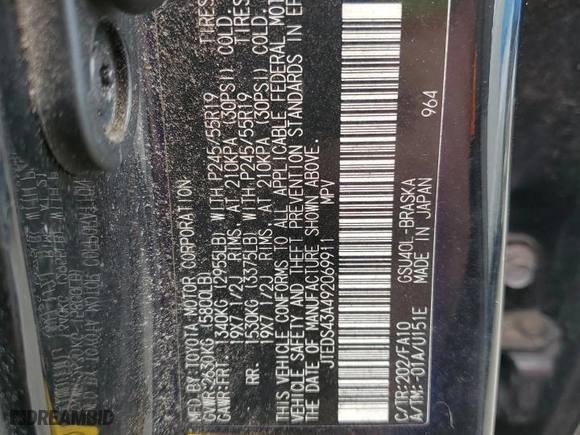 MFD.BY:TOYOTA MOTOR CORPORATION
GVWR:2630KG (5800LB)
GAWR:FRT. 1340KG (2955LB) WITH P245/55R19 TIRES
19X7 1/2J RIMS, AT 210KPA (30PSI) COLD.
RR. 1530KG (3375LB) WITH P245/55R19 TIRES
19X7 1/2J RIMS, AT 210KPA (30PSI) COLD.
THIS VEHICLE CONFORMS TO ALL APPLICABLE FEDERAL MOT
VEHICLE SAFETY AND THEFT PREVENTION STANDARDS IN EF
THE DATE OF MANUFACTURE SHOWN ABOVE.
JTEDS43A492069911 MPV
C/TR:202/FA10 GSU40L-BRASKA
A/TM:-01A/U151E MADE IN JAPAN
964
DREAMBID